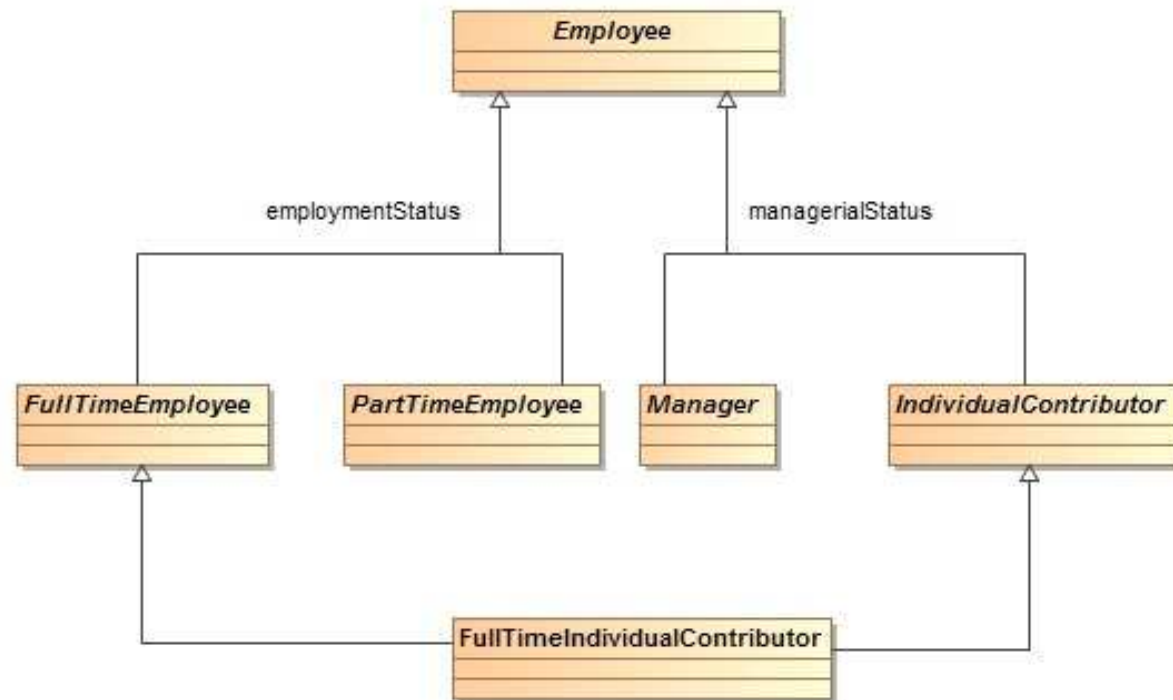 Employee
employmentStatus
managerialStatus
FullTimeEmployee
PartTimeEmployee
Manager
IndividualContributor
FullTimeIndividualContributor